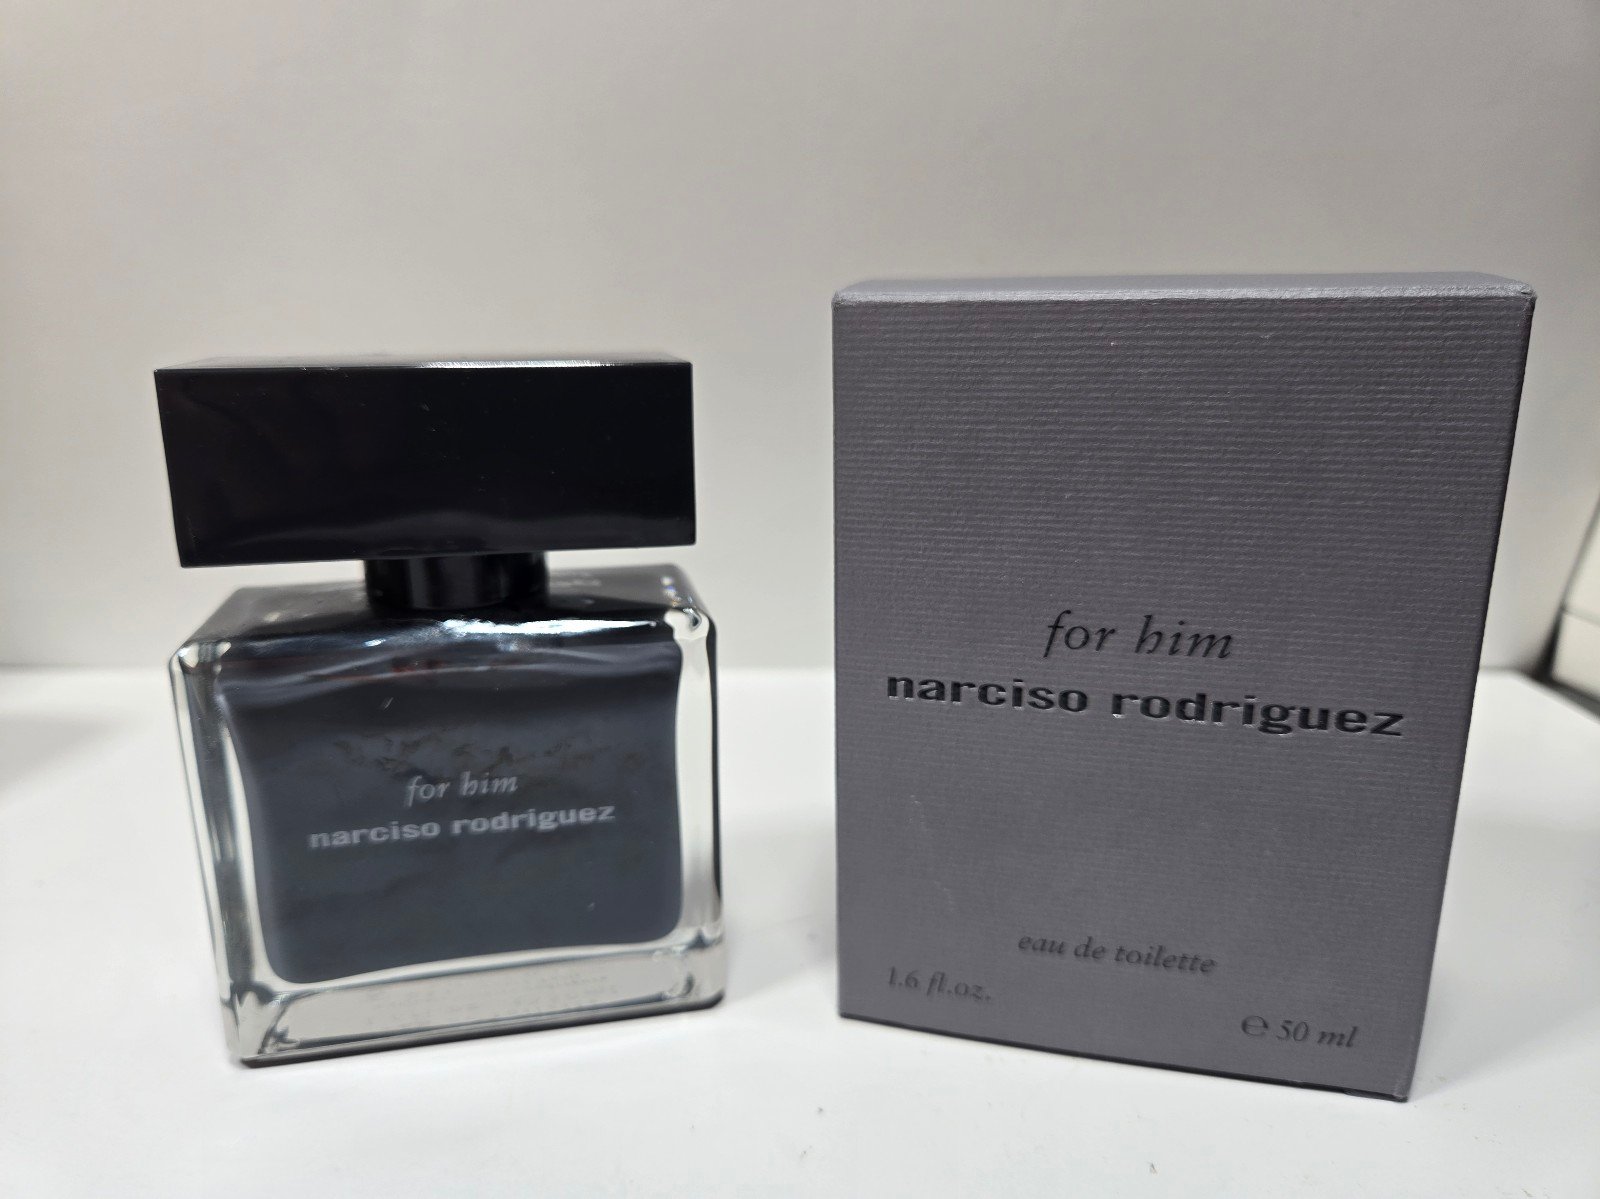 for him
narciso rodriguez
for him
narciso rodriguez
eau de toilette
1.6 fl.oz.
℮ 50 ml